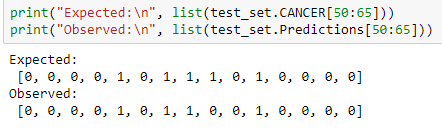 print("Expected:\n", list(test_set.CANCER[50:65]))
print("Observed:\n", list(test_set.Predictions[50:65]))
Expected:
 [0, 0, 0, 0, 1, 0, 1, 1, 1, 0, 1, 0, 0, 0, 0]
Observed:
 [0, 0, 0, 0, 1, 0, 1, 1, 0, 0, 1, 0, 0, 0, 0]